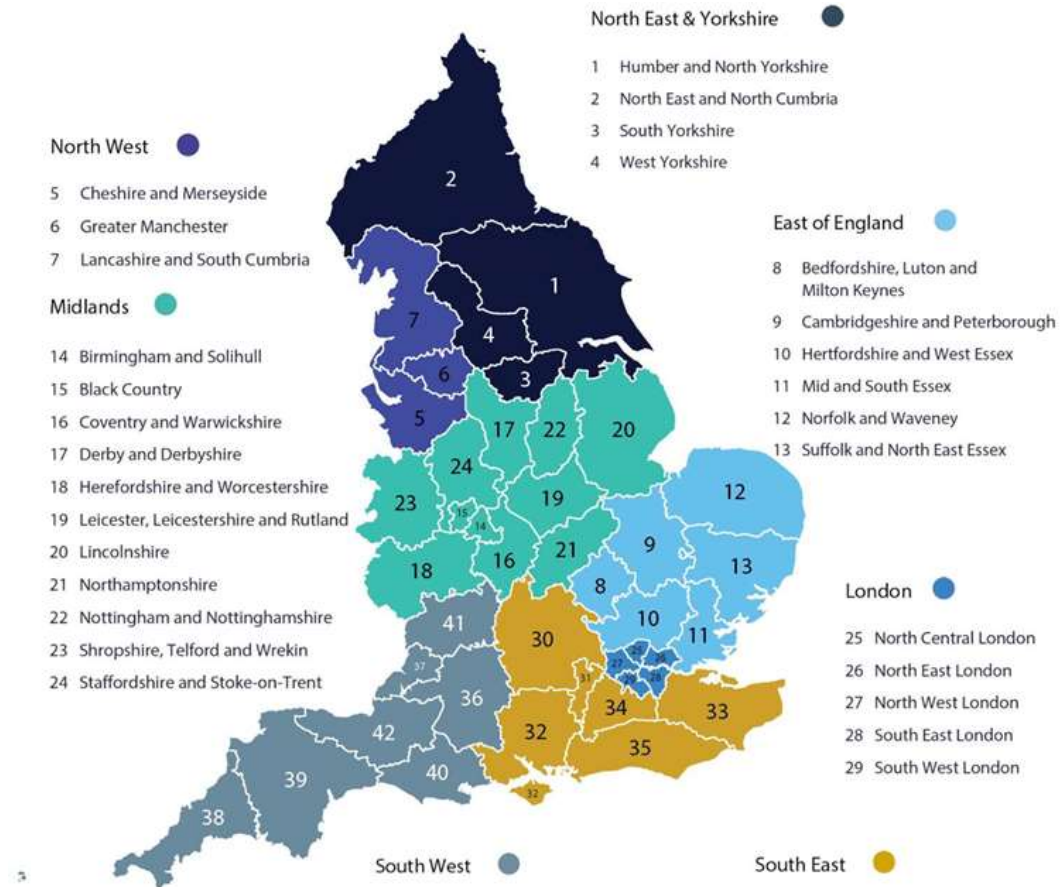 North East & Yorkshire
1 Humber and North Yorkshire
2 North East and North Cumbria
3 South Yorkshire
4 West Yorkshire
North West
5 Cheshire and Merseyside
6 Greater Manchester
7 Lancashire and South Cumbria
East of England
8 Bedfordshire, Luton and
Milton Keynes
9 Cambridgeshire and Peterborough
10 Hertfordshire and West Essex
11 Mid and South Essex
12 Norfolk and Waveney
13 Suffolk and North East Essex
Midlands
14 Birmingham and Solihull
15 Black Country
16 Coventry and Warwickshire
17 Derby and Derbyshire
18 Herefordshire and Worcestershire
19 Leicester, Leicestershire and Rutland
20 Lincolnshire
21 Northamptonshire
22 Nottingham and Nottinghamshire
23 Shropshire, Telford and Wrekin
24 Staffordshire and Stoke-on-Trent
London
25 North Central London
26 North East London
27 North West London
28 South East London
29 South West London
2
1
7
4
6
3
5
17
22
20
24
23
19
12
15
14
9
21
16
13
18
8
10
41
30
11
25
27
26
37
31
29
28
36
34
33
32
42
35
39
40
32
38
South West
South East